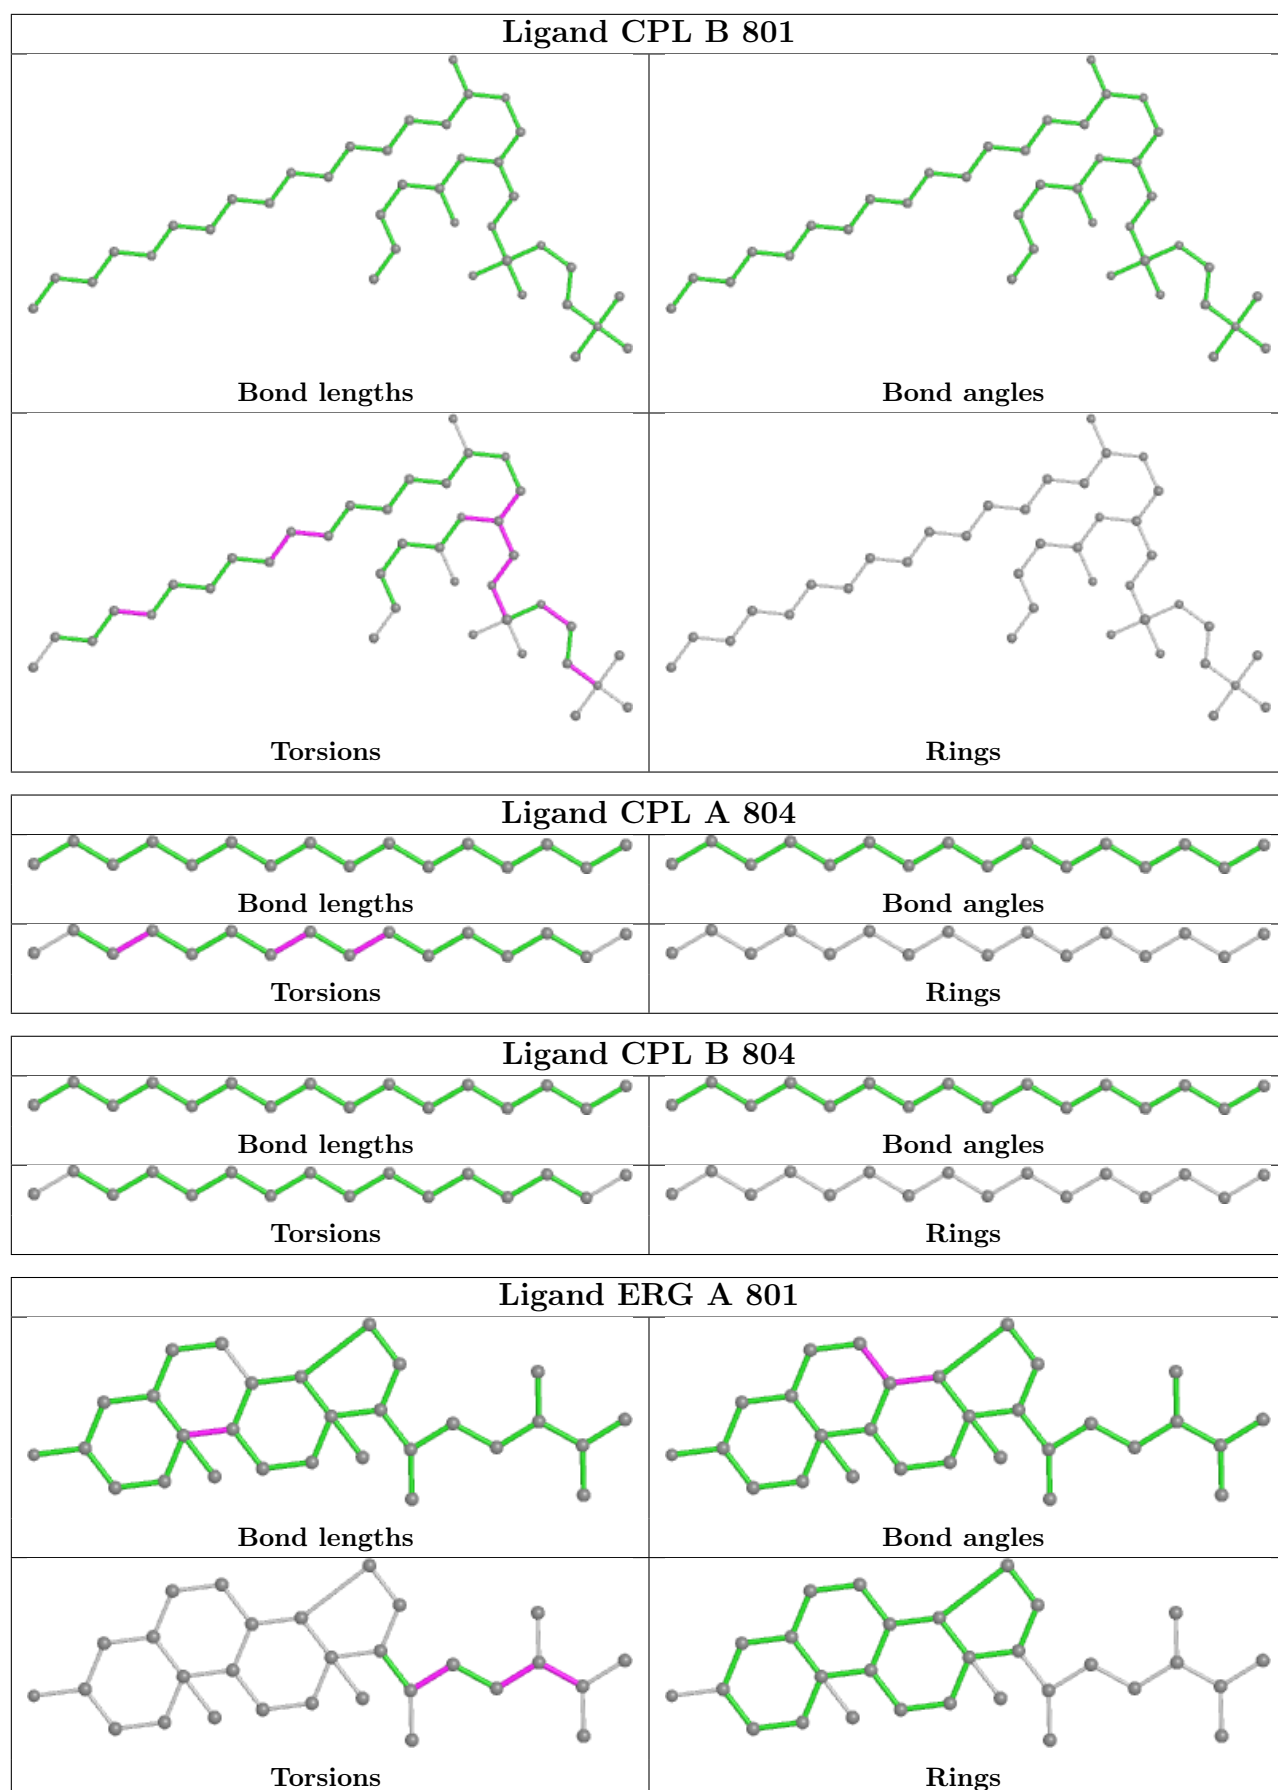 Ligand CPL B 801
Bond lengths
Bond angles
Torsions
Rings
Ligand CPL A 804
Bond lengths
Bond angles
Torsions
Rings
Ligand CPL B 804
Bond lengths
Bond angles
Torsions
Rings
Ligand ERG A 801
Bond lengths
Bond angles
Torsions
Rings